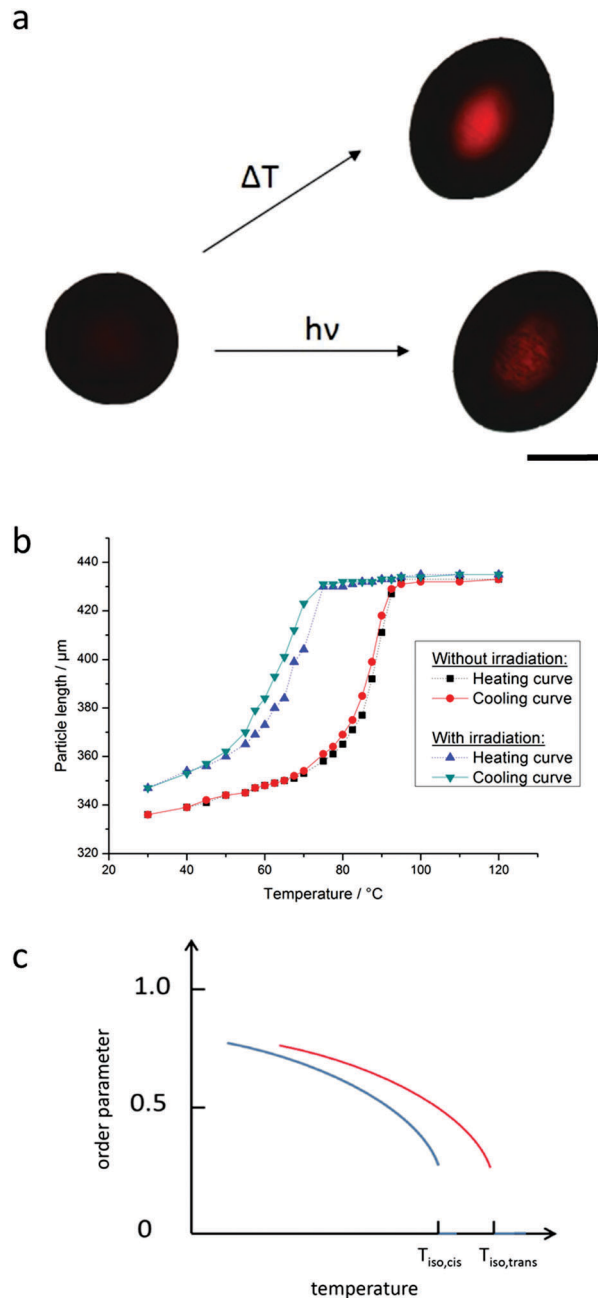 a
ΔT
hν
b
440
420
400
380
360
340
320
Particle length / µm
20
40
60
80
100
120
Temperature / °C
Without irradiation:
Heating curve
Cooling curve
With irradiation:
Heating curve
Cooling curve
c
1.0
0.5
0
order parameter
Tiso,cis
Tiso,trans
temperature